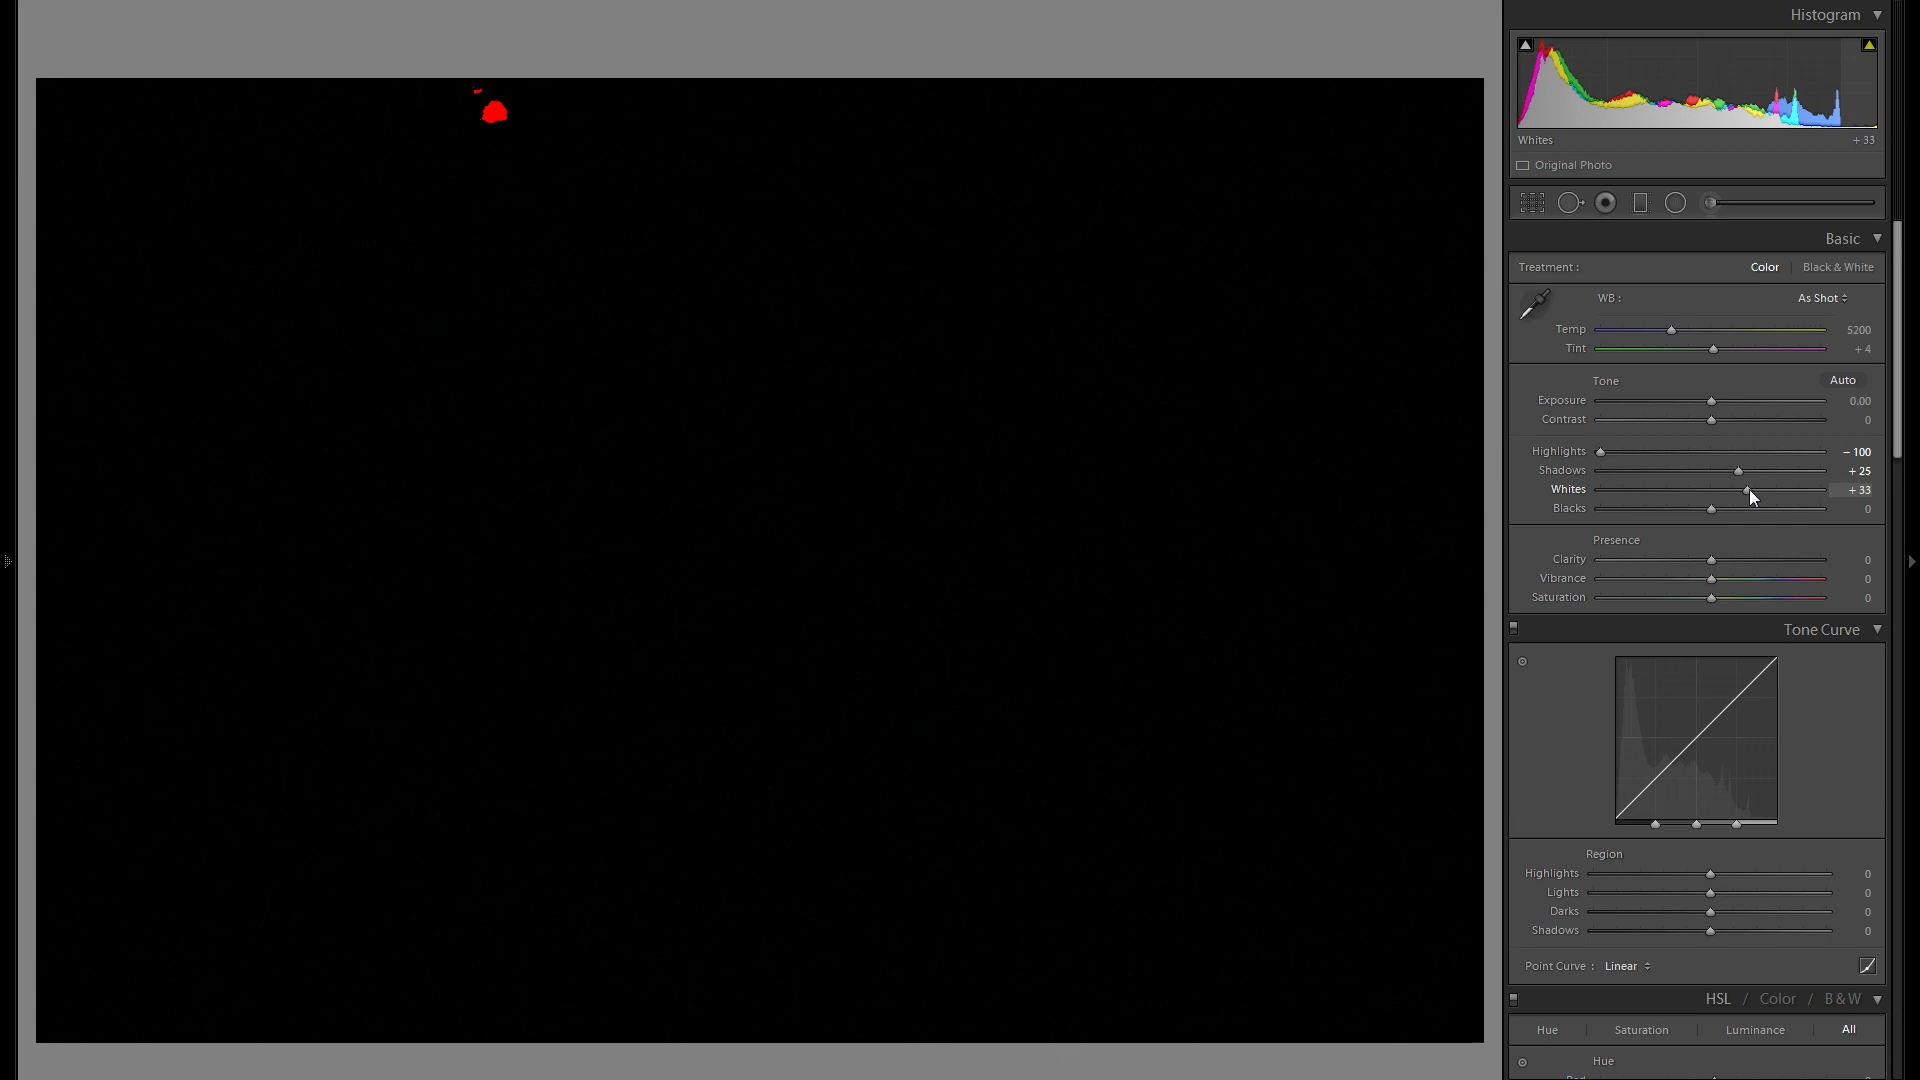 Histogram
Whites + 33
Original Photo
Basic
Treatment : Color Black & White
WB : As Shot
Temp 5200
Tint + 4
Tone Auto
Exposure 0.00
Contrast 0
Highlights − 100
Shadows + 25
Whites + 33
Blacks 0
Presence
Clarity 0
Vibrance 0
Saturation 0
Tone Curve
Region
Highlights 0
Lights 0
Darks 0
Shadows 0
Point Curve : Linear
HSL / Color / B & W
Hue Saturation Luminance All
Hue